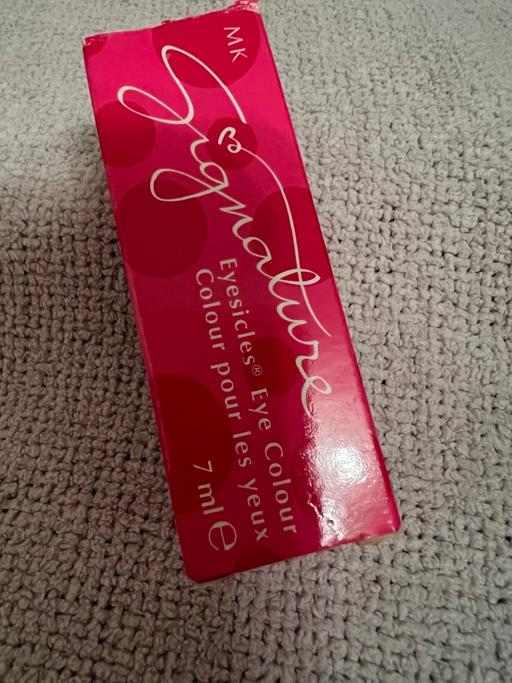 MK
Signature
Eyesicles® Eye Colour
Colour pour les yeux
7 ml ℮